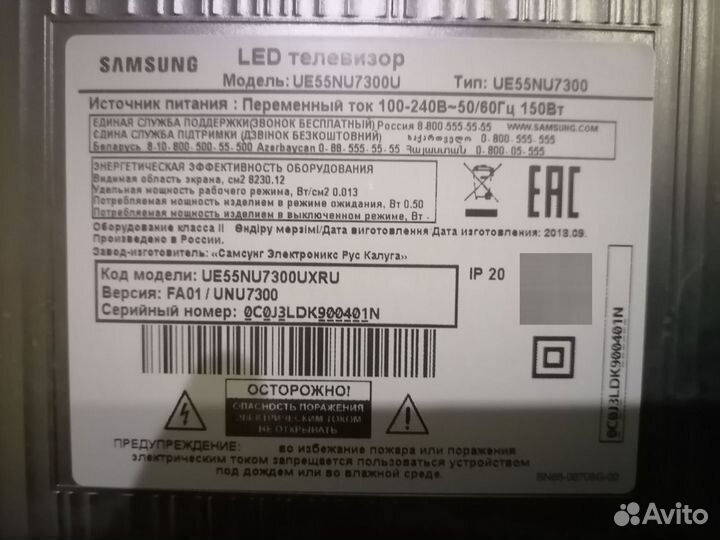 SAMSUNG
LED телевизор
Модель: UE55NU7300U Тип: UE55NU7300
Источник питания : Переменный ток 100-240В~50/60Гц 150Вт
ЕДИНАЯ СЛУЖБА ПОДДЕРЖКИ(ЗВОНОК БЕСПЛАТНЫЙ) Россия 8-800-555-55-55 WWW.SAMSUNG.COM
ЄДИНА СЛУЖБА ПІДТРИМКИ (ДЗВІНОК БЕЗКОШТОВНИЙ) საქართველო 0-800-555-555
Беларусь 8-10-800-500-55-500 Azerbaycan 0-88-555-55-55 Հայաստան 0-800-05-555
ЭНЕРГЕТИЧЕСКАЯ ЭФФЕКТИВНОСТЬ ОБОРУДОВАНИЯ
Видимая область экрана, см2 8230.12
Удельная мощность рабочего режима, Вт/см2 0.013
Потребляемая мощность изделием в режиме ожидания, Вт 0.50
Потребляемая мощность изделием в выключенном режиме, Вт -
EAC
Оборудование класса II Өндіру мерзімі/Дата виготовлення/Дата изготовления: 2018.09.
Произведено в России.
Завод-изготовитель: «Самсунг Электроникс Рус Калуга»
Код модели: UE55NU7300UXRU
Версия: FA01 / UNU7300
Серийный номер: 0C0J3LDK900401N
IP 20
0C0J3LDK900401N
ОСТОРОЖНО!
ОПАСНОСТЬ ПОРАЖЕНИЯ
ЭЛЕКТРИЧЕСКИМ ТОКОМ
НЕ ОТКРЫВАТЬ
ПРЕДУПРЕЖДЕНИЕ: во избежание пожара или поражения
электрическим током запрещается пользоваться устройством
под дождем или во влажной среде.
Avito